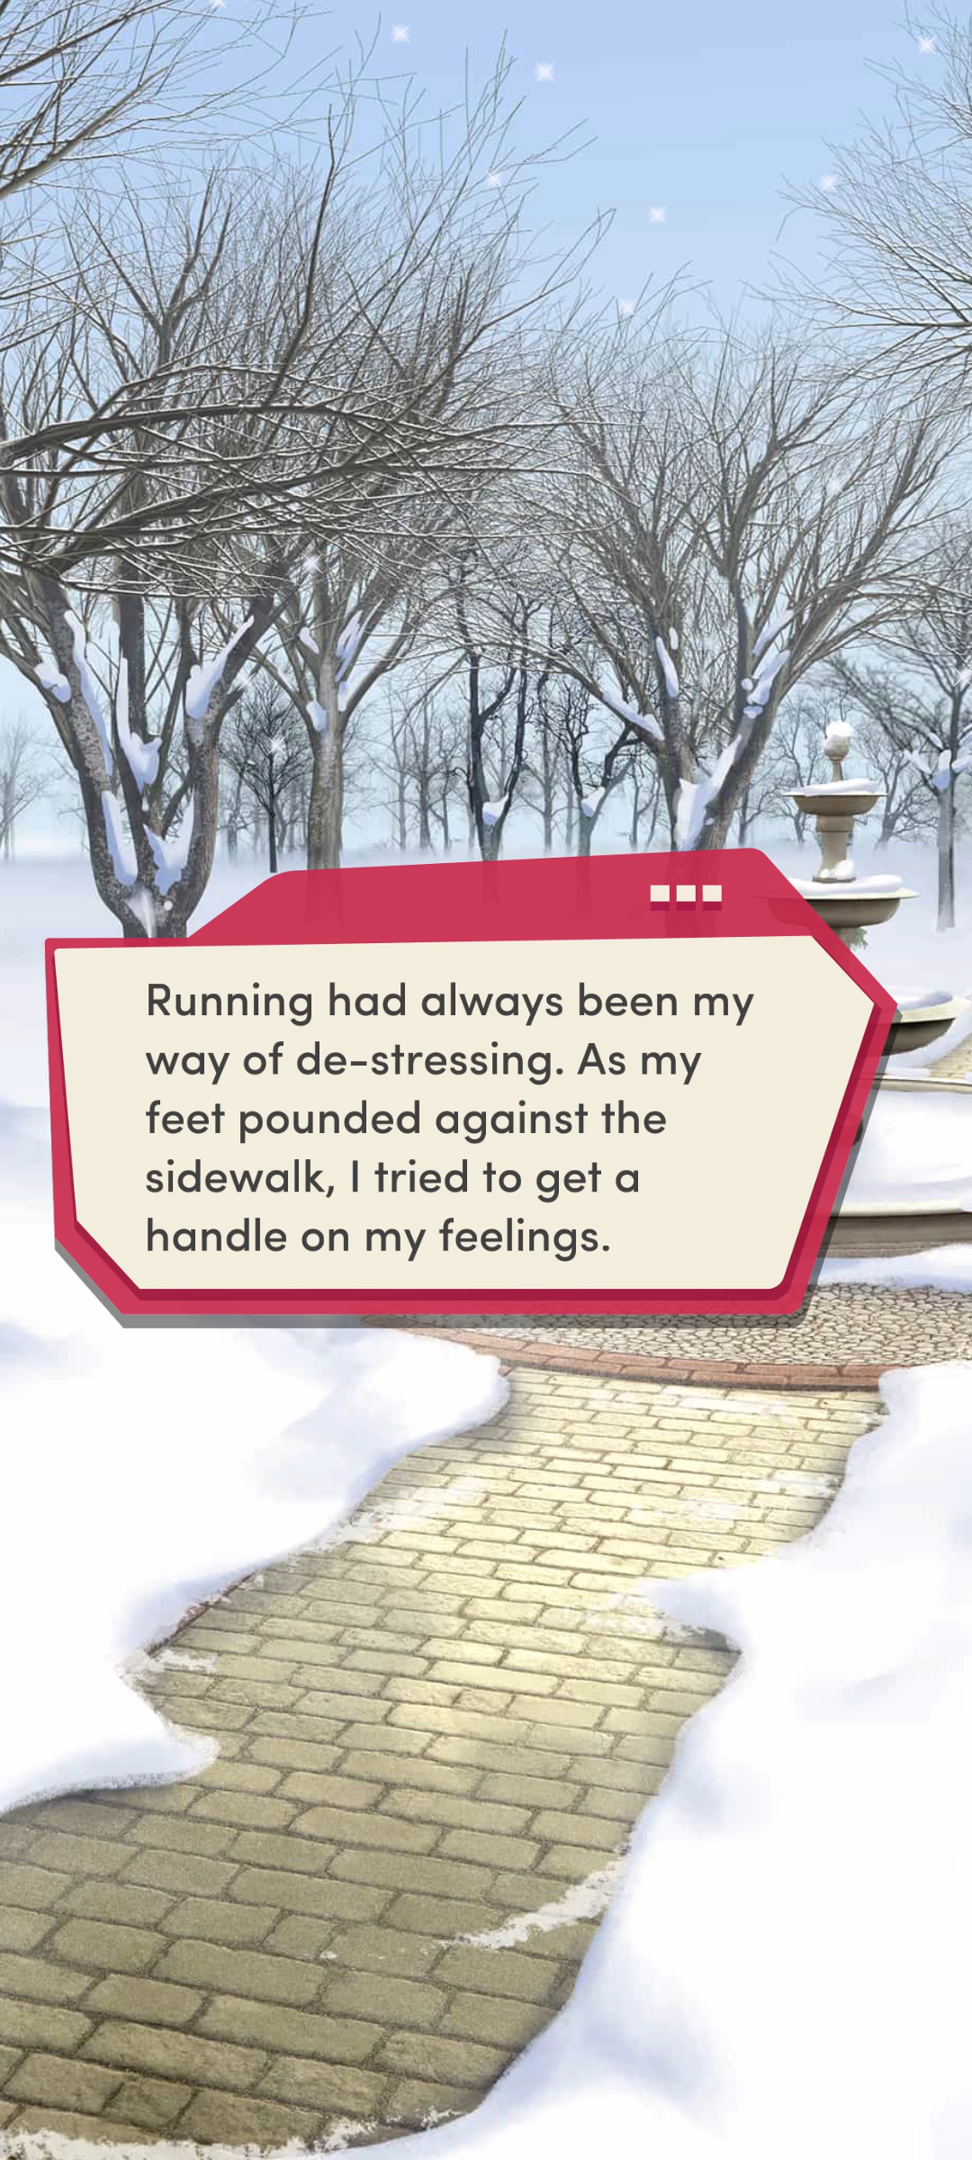 Running had always been my
way of de-stressing. As my
feet pounded against the
sidewalk, I tried to get a
handle on my feelings.